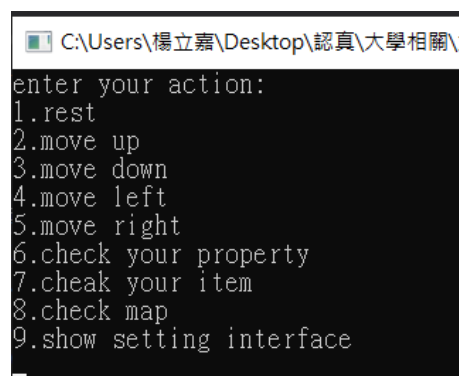 C:\Users\楊立嘉\Desktop\認真\大學相關\
enter your action:
1.rest
2.move up
3.move down
4.move left
5.move right
6.check your property
7.cheak your item
8.check map
9.show setting interface